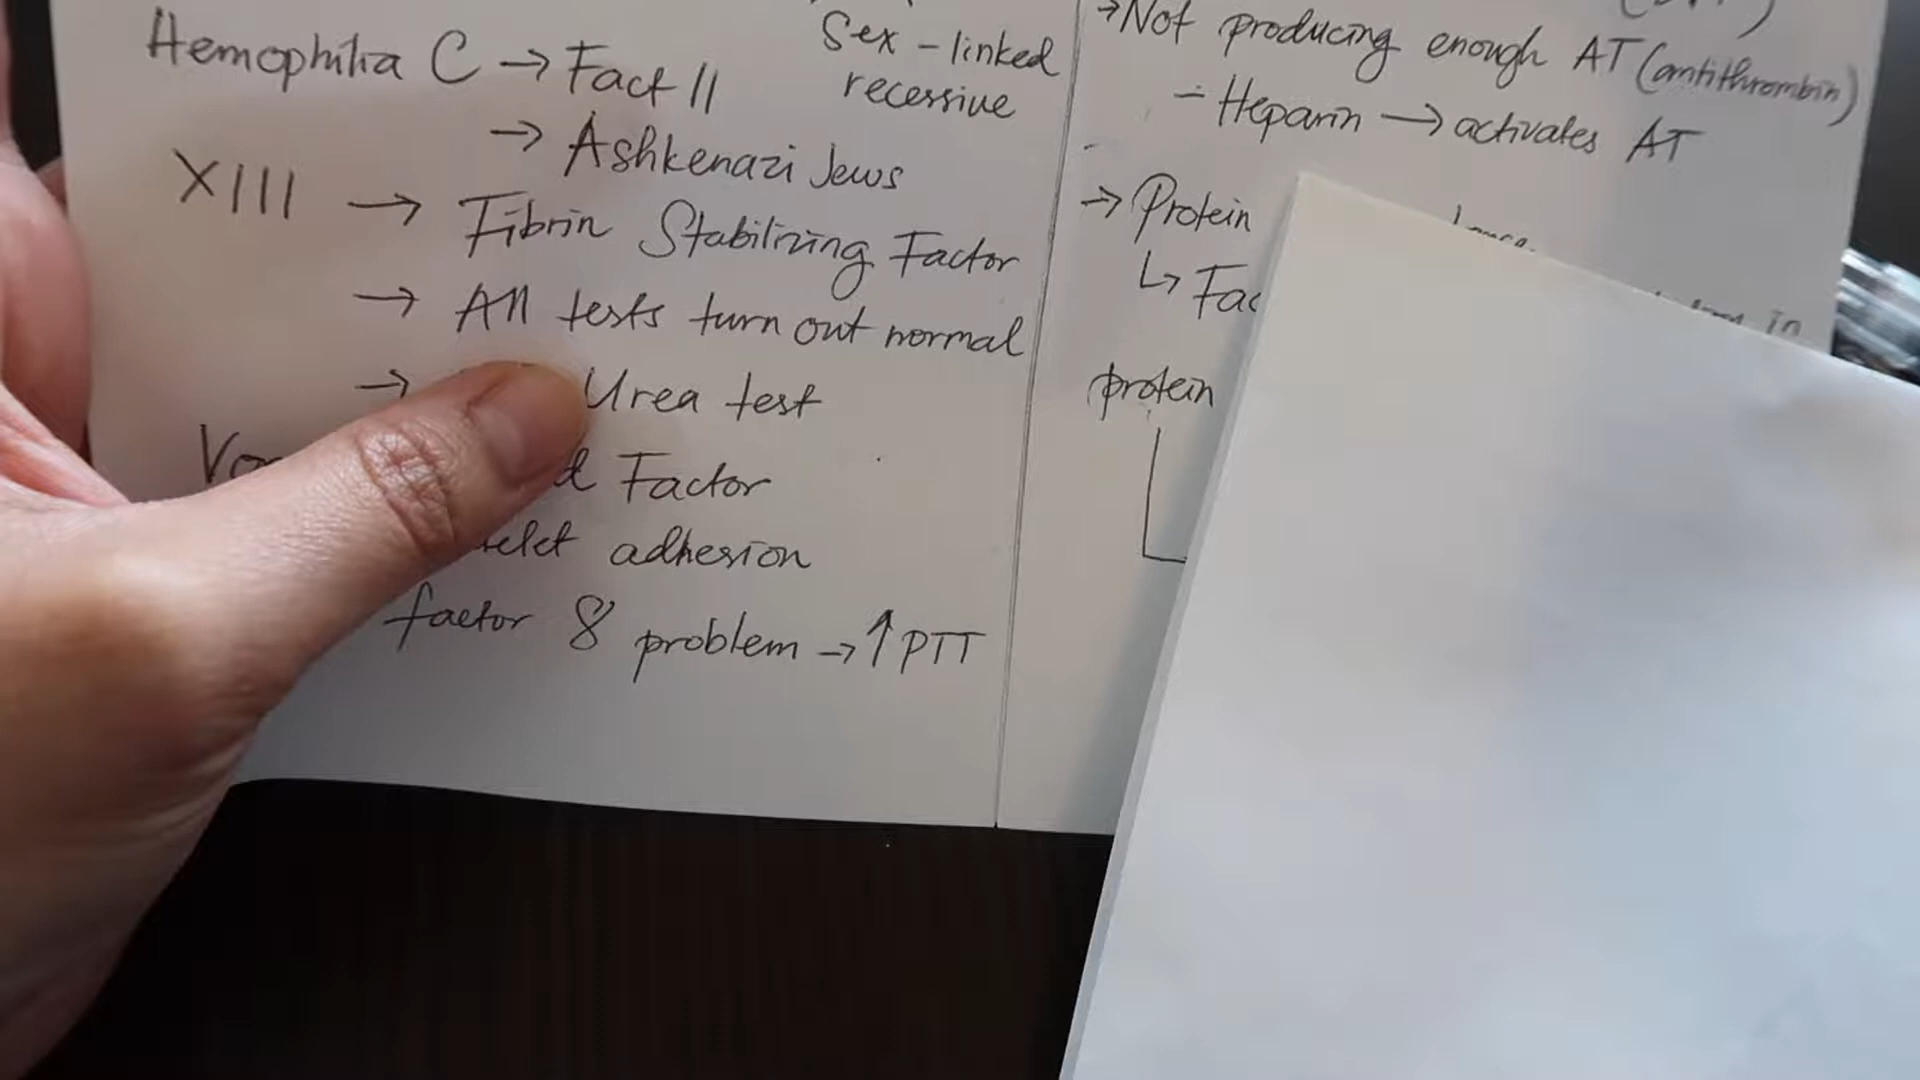 Hemophilia C → Fact 11
→ Ashkenazi Jews
Sex-linked
recessive
XIII → Fibrin Stabilizing Factor
→ All tests turn out normal
→ Urea test
Factor
adhesion
factor 8 problem → ↑ PTT
→ Not producing enough AT (antithrombin)
- Heparin → activates AT
→ Protein
↳
in
protein